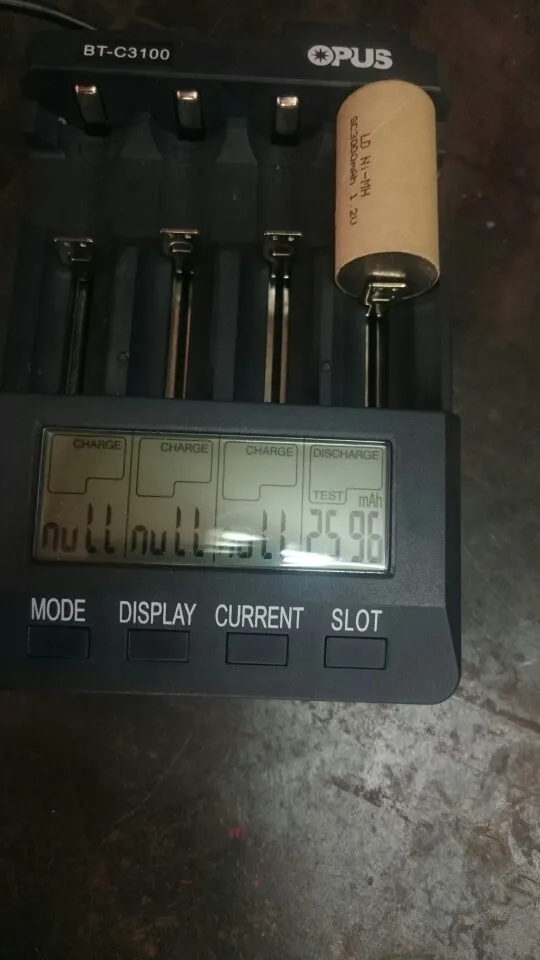 BT-C3100
OPUS
LD Ni-MH
SC3000mAh 1.2V
CHARGE CHARGE CHARGE DISCHARGE
TEST mAh
null null null 2596
MODE DISPLAY CURRENT SLOT